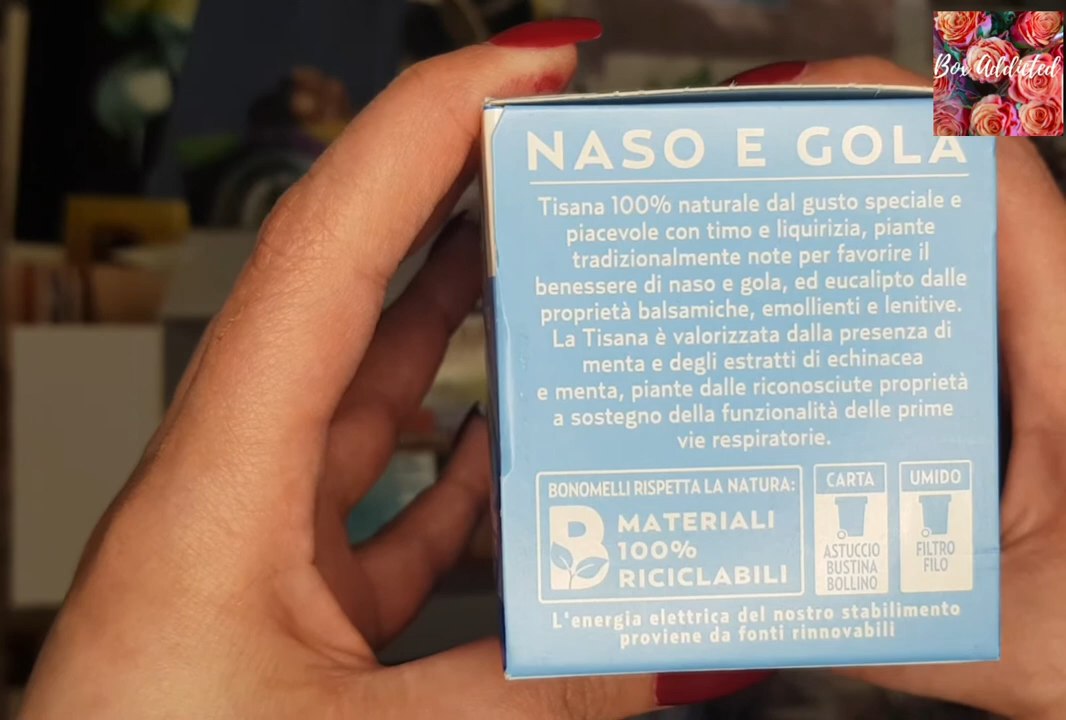 Box Addicted
NASO E GOLA
Tisana 100% naturale dal gusto speciale e
piacevole con timo e liquirizia, piante
tradizionalmente note per favorire il
benessere di naso e gola, ed eucalipto dalle
proprietà balsamiche, emollienti e lenitive.
La Tisana è valorizzata dalla presenza di
menta e degli estratti di echinacea
e menta, piante dalle riconosciute proprietà
a sostegno della funzionalità delle prime
vie respiratorie.
BONOMELLI RISPETTA LA NATURA:
B
MATERIALI
100%
RICICLABILI
CARTA
ASTUCCIO
BUSTINA
BOLLINO
UMIDO
FILTRO
FILO
L'energia elettrica del nostro stabilimento
proviene da fonti rinnovabili